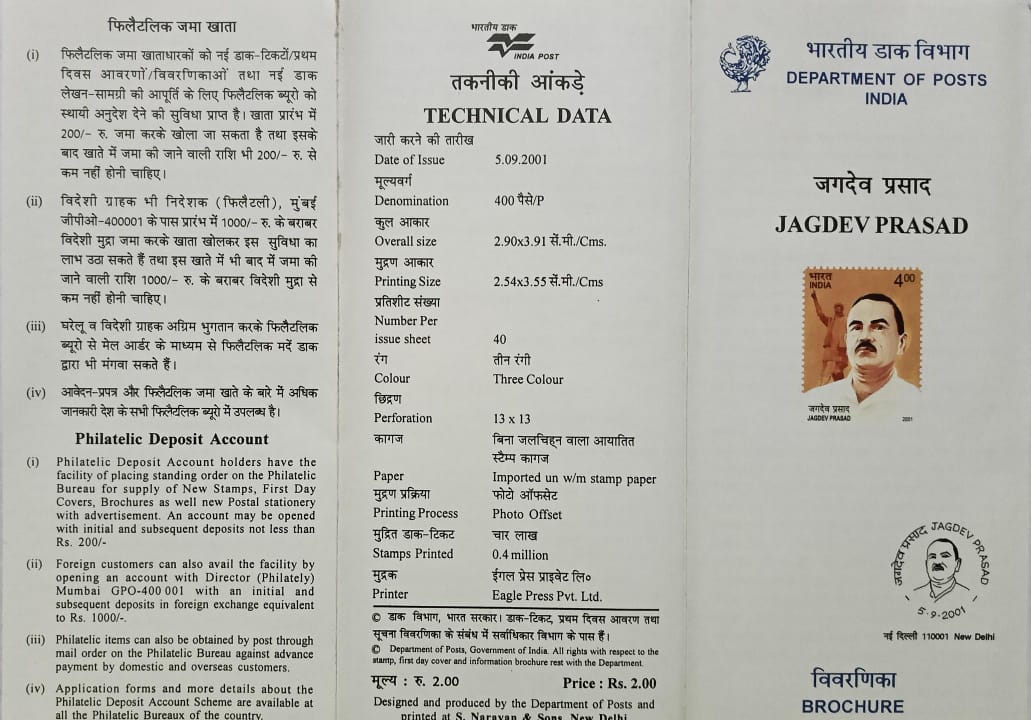 फिलैटलिक जमा खाता
(i) फिलैटलिक जमा खाताधारकों को नई डाक-टिकटों/प्रथम
दिवस आवरणों/विवरणिकाओं तथा नई डाक
लेखन-सामग्री की आपूर्ति के लिए फिलैटलिक ब्यूरो को
स्थायी अनुदेश देने की सुविधा प्राप्त है। खाता प्रारंभ में
200/- रु. जमा करके खोला जा सकता है तथा इसके
बाद खाते में जमा की जाने वाली राशि भी 200/- रु. से
कम नहीं होनी चाहिए।
(ii) विदेशी ग्राहक भी निदेशक (फिलैटली), मुंबई
जीपीओ-400001 के पास प्रारंभ में 1000/- रु. के बराबर
विदेशी मुद्रा जमा करके खाता खोलकर इस सुविधा का
लाभ उठा सकते हैं तथा इस खाते में भी बाद में जमा की
जाने वाली राशि 1000/- रु. के बराबर विदेशी मुद्रा से
कम नहीं होनी चाहिए।
(iii) घरेलू व विदेशी ग्राहक अग्रिम भुगतान करके फिलैटलिक
ब्यूरो से मेल आर्डर के माध्यम से फिलैटलिक मदें डाक
द्वारा भी मंगवा सकते हैं।
(iv) आवेदन-प्रपत्र और फिलैटलिक जमा खाते के बारे में अधिक
जानकारी देश के सभी फिलैटलिक ब्यूरो में उपलब्ध है।
Philatelic Deposit Account
(i) Philatelic Deposit Account holders have the
facility of placing standing order on the Philatelic
Bureau for supply of New Stamps, First Day
Covers, Brochures as well new Postal stationery
with advertisement. An account may be opened
with initial and subsequent deposits not less than
Rs. 200/-
(ii) Foreign customers can also avail the facility by
opening an account with Director (Philately)
Mumbai GPO-400 001 with an initial and
subsequent deposits in foreign exchange equivalent
to Rs. 1000/-.
(iii) Philatelic items can also be obtained by post through
mail order on the Philatelic Bureau against advance
payment by domestic and overseas customers.
(iv) Application forms and more details about the
Philatelic Deposit Account Scheme are available at
all the Philatelic Bureaux of the country.
भारतीय डाक
INDIA POST
तकनीकी आंकड़े
TECHNICAL DATA
जारी करने की तारीख
Date of Issue 5.09.2001
मूल्यवर्ग
Denomination 400 पैसे/P
कुल आकार
Overall size 2.90x3.91 सें.मी./Cms.
मुद्रण आकार
Printing Size 2.54x3.55 सें.मी./Cms
प्रतिशीट संख्या
Number Per
issue sheet 40
रंग तीन रंगी
Colour Three Colour
छिद्रण
Perforation 13 x 13
कागज बिना जलचिह्न वाला आयातित
स्टैम्प कागज
Paper Imported un w/m stamp paper
मुद्रण प्रक्रिया फोटो ऑफसेट
Printing Process Photo Offset
मुद्रित डाक-टिकट चार लाख
Stamps Printed 0.4 million
मुद्रक ईगल प्रेस प्राइवेट लि०
Printer Eagle Press Pvt. Ltd.
© डाक विभाग, भारत सरकार। डाक-टिकट, प्रथम दिवस आवरण तथा
सूचना विवरणिका के संबंध में सर्वाधिकार विभाग के पास हैं।
© Department of Posts, Government of India. All rights with respect to the
stamp, first day cover and information brochure rest with the Department.
मूल्य : रु. 2.00 Price : Rs. 2.00
Designed and produced by the Department of Posts and
printed at S. Narayan & Sons, New Delhi
भारतीय डाक विभाग
DEPARTMENT OF POSTS
INDIA
जगदेव प्रसाद
JAGDEV PRASAD
भारत
INDIA
4.00
जगदेव प्रसाद
JAGDEV PRASAD 2001
जगदेव प्रसाद JAGDEV PRASAD
5-9-2001
नई दिल्ली 110001 New Delhi
विवरणिका
BROCHURE